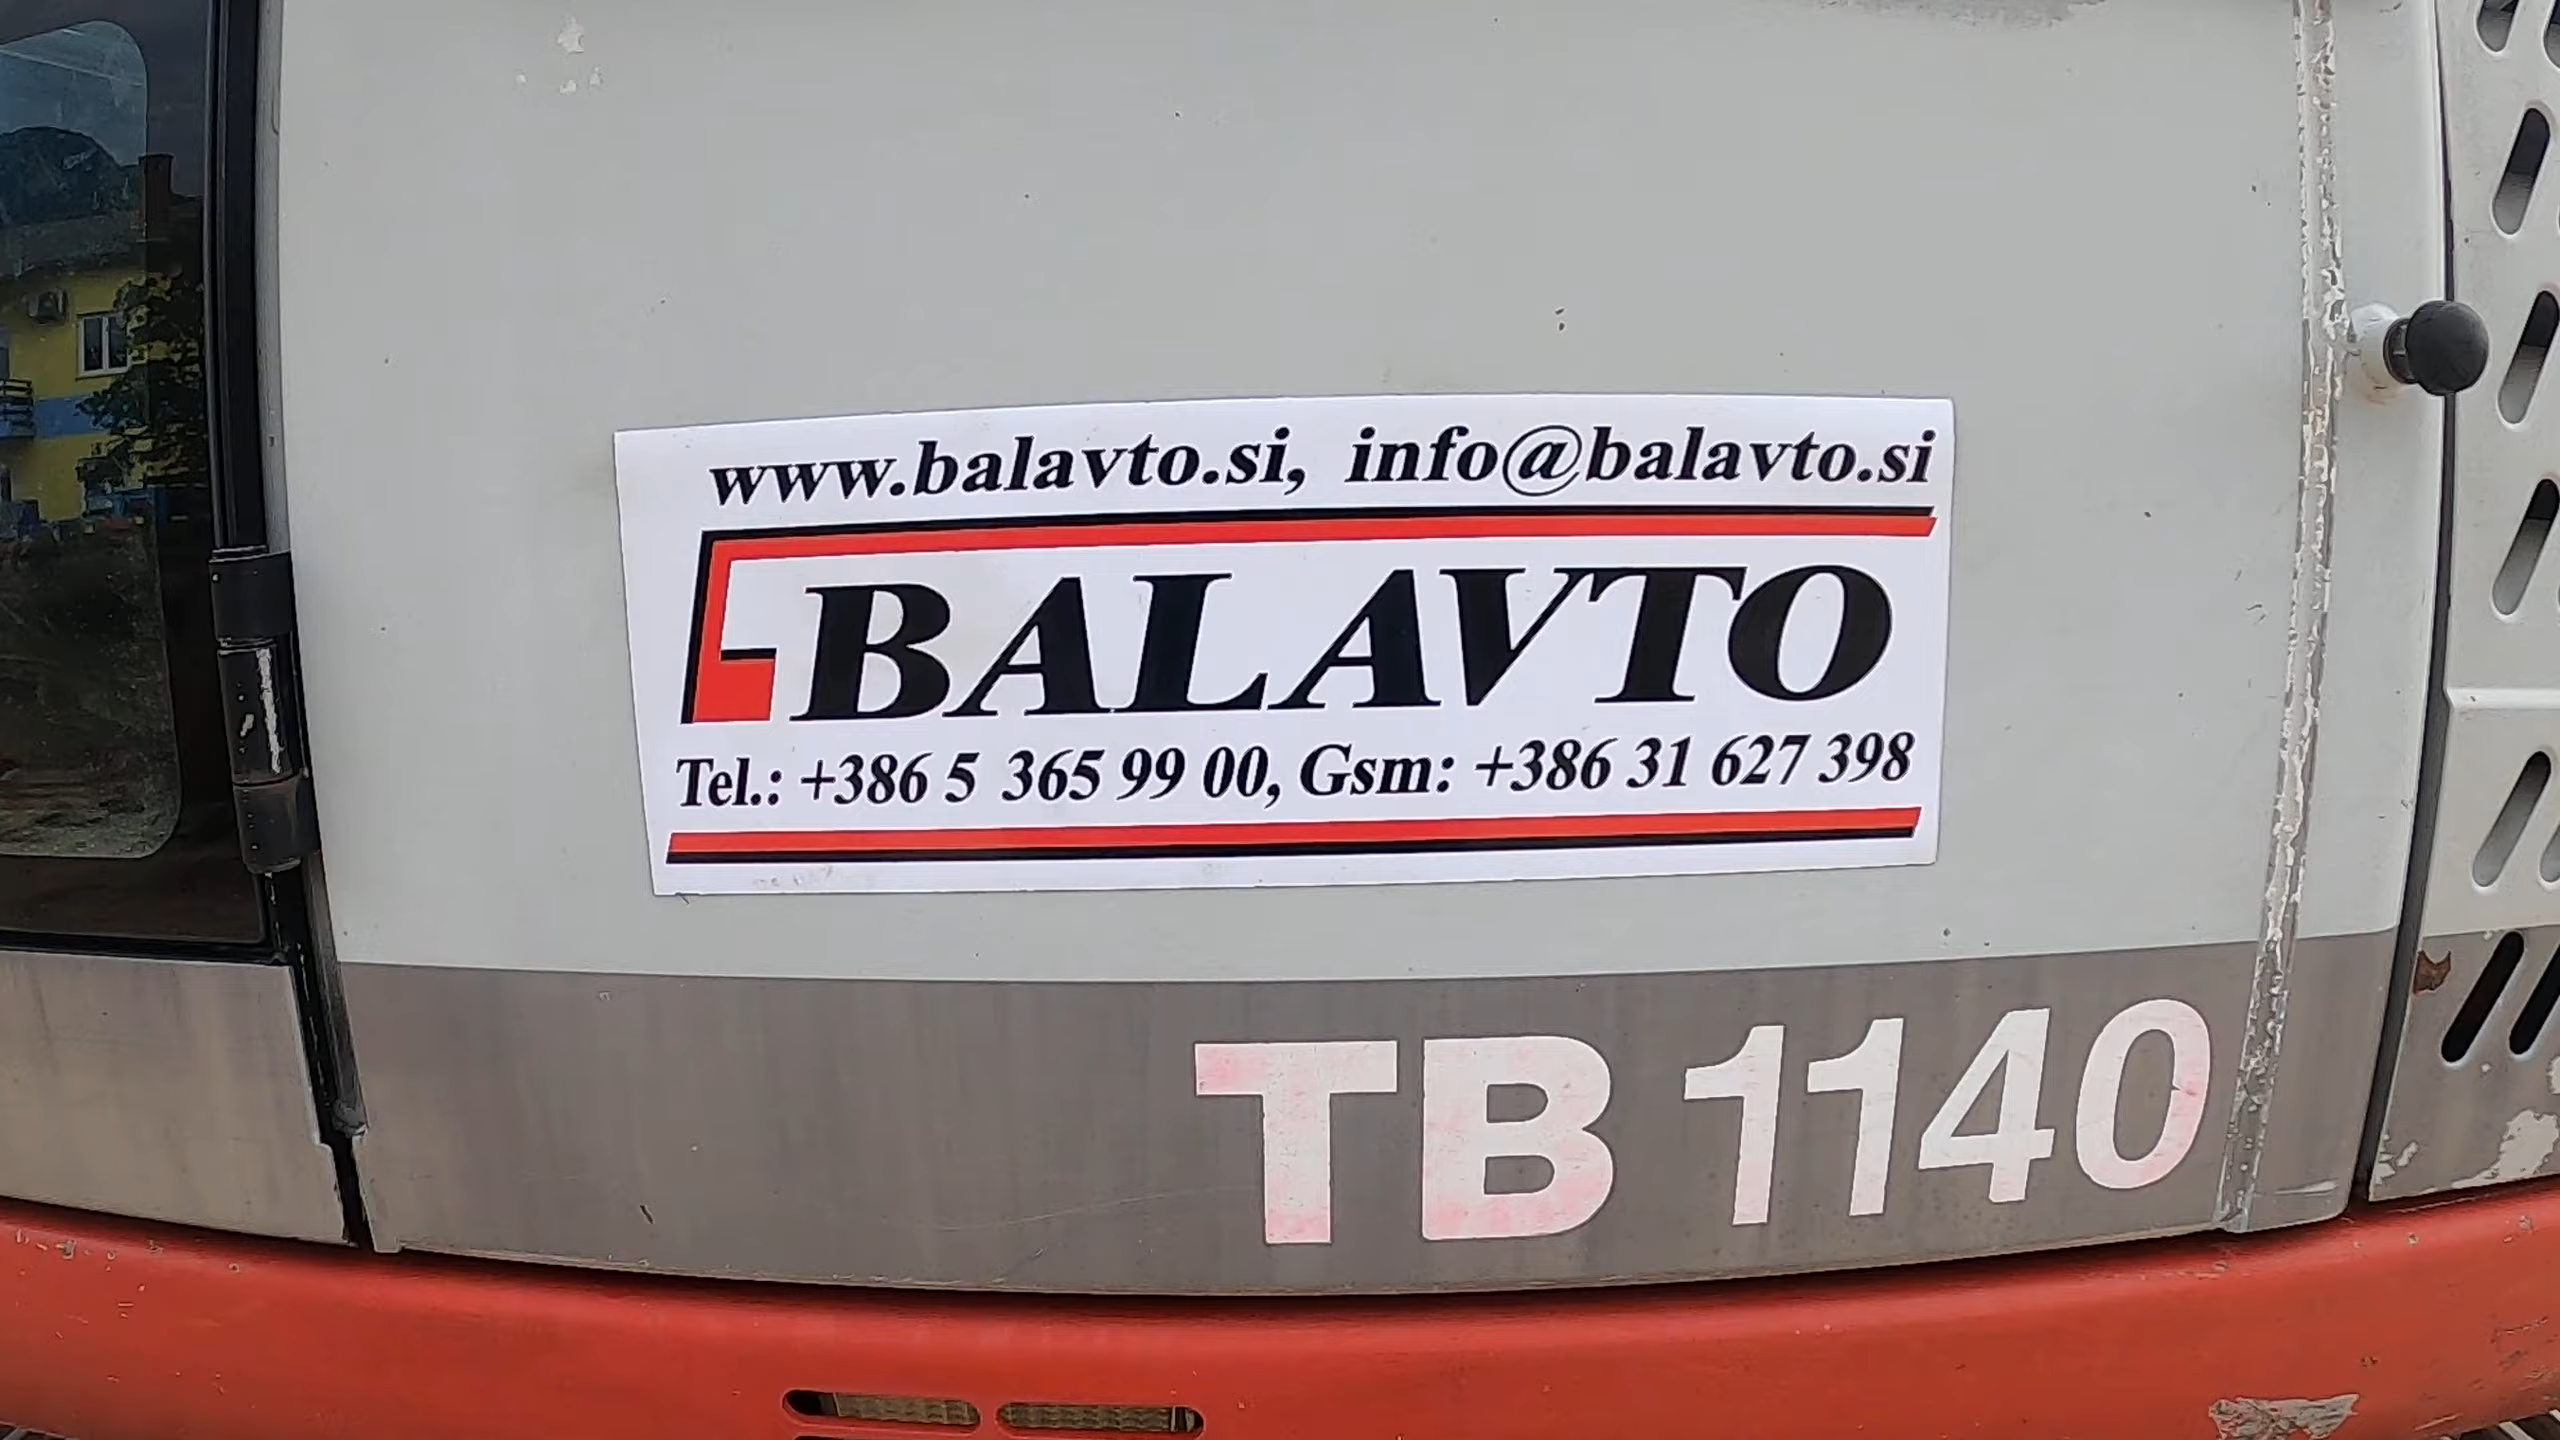 www.balavto.si, info@balavto.si
BALAVTO
Tel.: +386 5 365 99 00, Gsm: +386 31 627 398
TB 1140